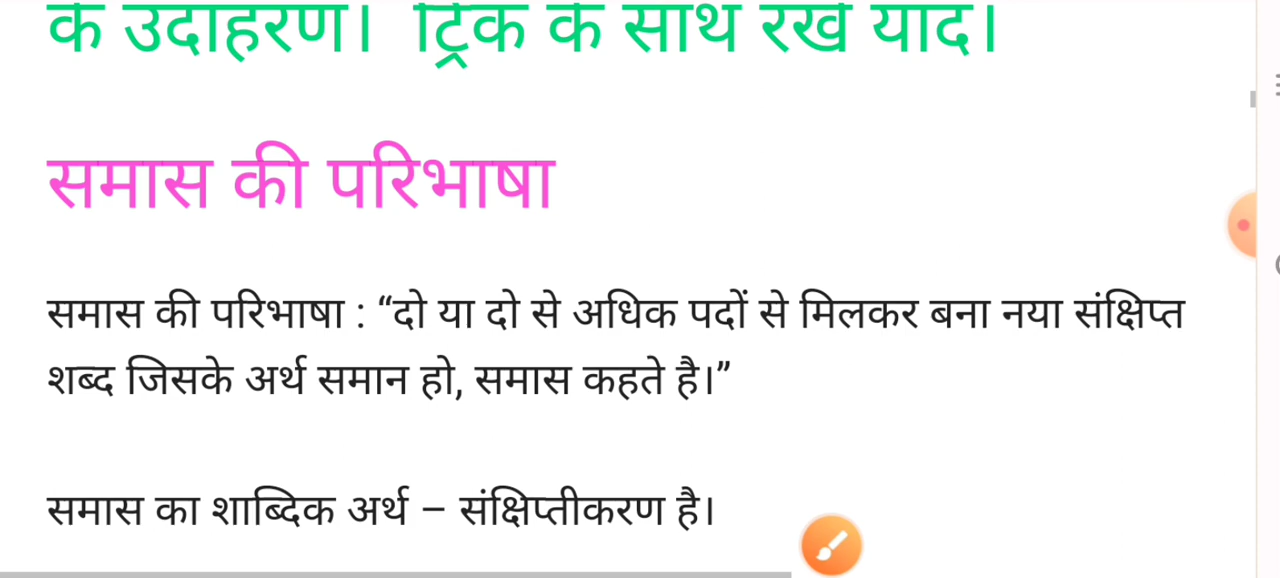 के उदाहरण। ट्रिक के साथ रखें याद।
समास की परिभाषा
समास की परिभाषा : “दो या दो से अधिक पदों से मिलकर बना नया संक्षिप्त
शब्द जिसके अर्थ समान हो, समास कहते है।”
समास का शाब्दिक अर्थ – संक्षिप्तीकरण है।